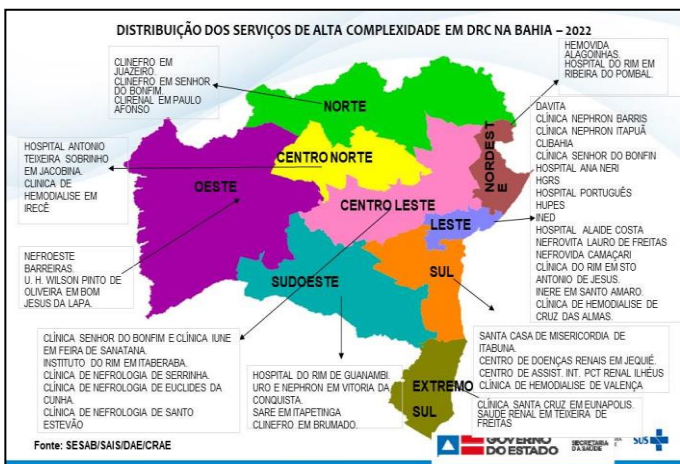 DISTRIBUIÇÃO DOS SERVIÇOS DE ALTA COMPLEXIDADE EM DRC NA BAHIA – 2022
CLINEFRO EM
JUAZEIRO.
CLINEFRO EM SENHOR
DO BONFIM.
CLIRENAL EM PAULO
AFONSO
HEMOVIDA
ALAGOINHAS.
HOSPITAL DO RIM EM
RIBEIRA DO POMBAL.
NORTE
HOSPITAL ANTONIO
TEIXEIRA SOBRINHO
EM JACOBINA.
CLINICA DE
HEMODIALISE EM
IRECÊ
CENTRO NORTE
OESTE
CENTRO LESTE
NORDEST
E
LESTE
DAVITA
CLÍNICA NEPHRON BARRIS
CLÍNICA NEPHRON ITAPUÃ
CLIBAHIA
CLÍNICA SENHOR DO BONFIN
HOSPITAL ANA NERI
HGRS
HOSPITAL PORTUGUÊS
HUPES
INED
HOSPITAL ALAIDE COSTA
NEFROVITA LAURO DE FREITAS
NEFROVIDA CAMAÇARI
CLÍNICA DO RIM EM STO
ANTONIO DE JESUS.
INERE EM SANTO AMARO.
CLÍNICA DE HEMODIALISE DE
CRUZ DAS ALMAS.
NEFROESTE
BARREIRAS.
U. H. WILSON PINTO DE
OLIVEIRA EM BOM
JESUS DA LAPA.
SUDOESTE
SUL
CLÍNICA SENHOR DO BONFIM E CLÍNICA IUNE
EM FEIRA DE SANATANA.
INSTITUTO DO RIM EM ITABERABA.
CLÍNICA DE NEFROLOGIA DE SERRINHA.
CLÍNICA DE NEFROLOGIA DE EUCLIDES DA
CUNHA.
CLÍNICA DE NEFROLOGIA DE SANTO
ESTEVÃO
HOSPITAL DO RIM DE GUANAMBI.
URO E NEPHRON EM VITORIA DA
CONQUISTA.
SARE EM ITAPETINGA
CLINEFRO EM BRUMADO.
SANTA CASA DE MISERICORDIA DE
ITABUNA.
CENTRO DE DOENÇAS RENAIS EM JEQUIÉ.
CENTRO DE ASSIST. INT. PCT RENAL ILHÉUS
CLÍNICA DE HEMODIALISE DE VALENÇA
EXTREMO
SUL
CLÍNICA SANTA CRUZ EM EUNAPOLIS.
SAUDE RENAL EM TEIXEIRA DE
FREITAS
Fonte: SESAB/SAIS/DAE/CRAE
GOVERNO
DO ESTADO
SECRETARIA
DA SAÚDE
SUS